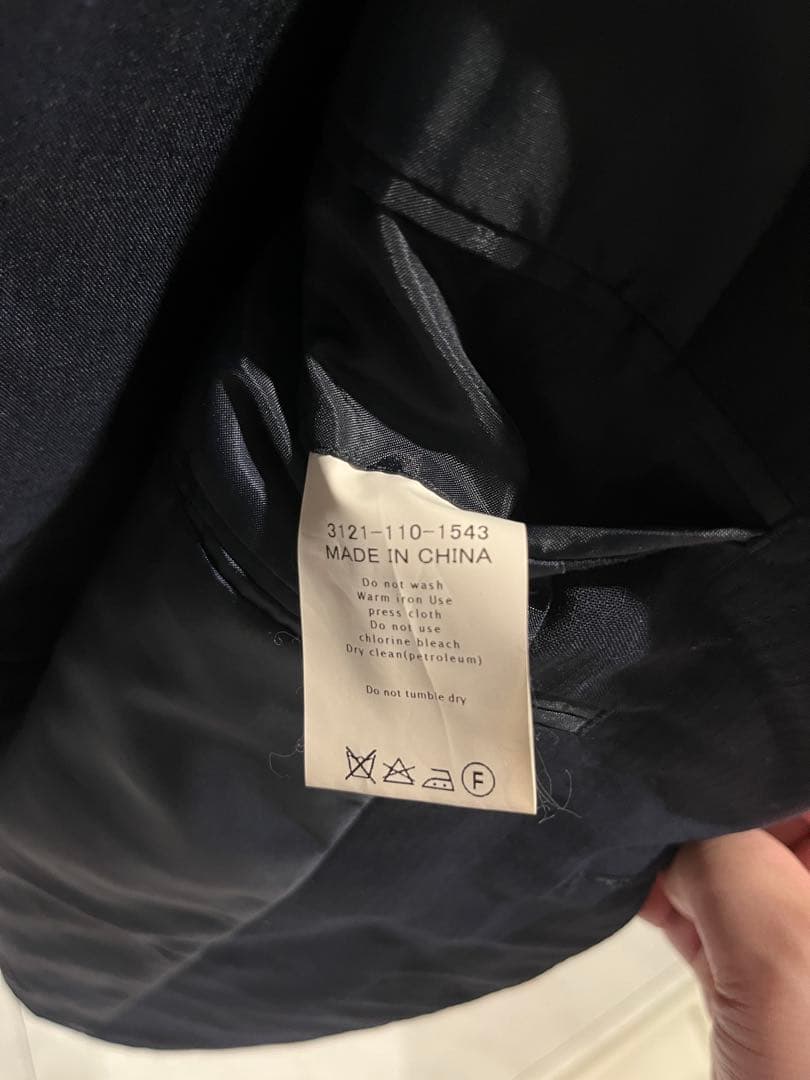 3121-110-1543
MADE IN CHINA
Do not wash
Warm iron Use
press cloth
Do not use
chlorine bleach
Dry clean(petroleum)
Do not tumble dry
F